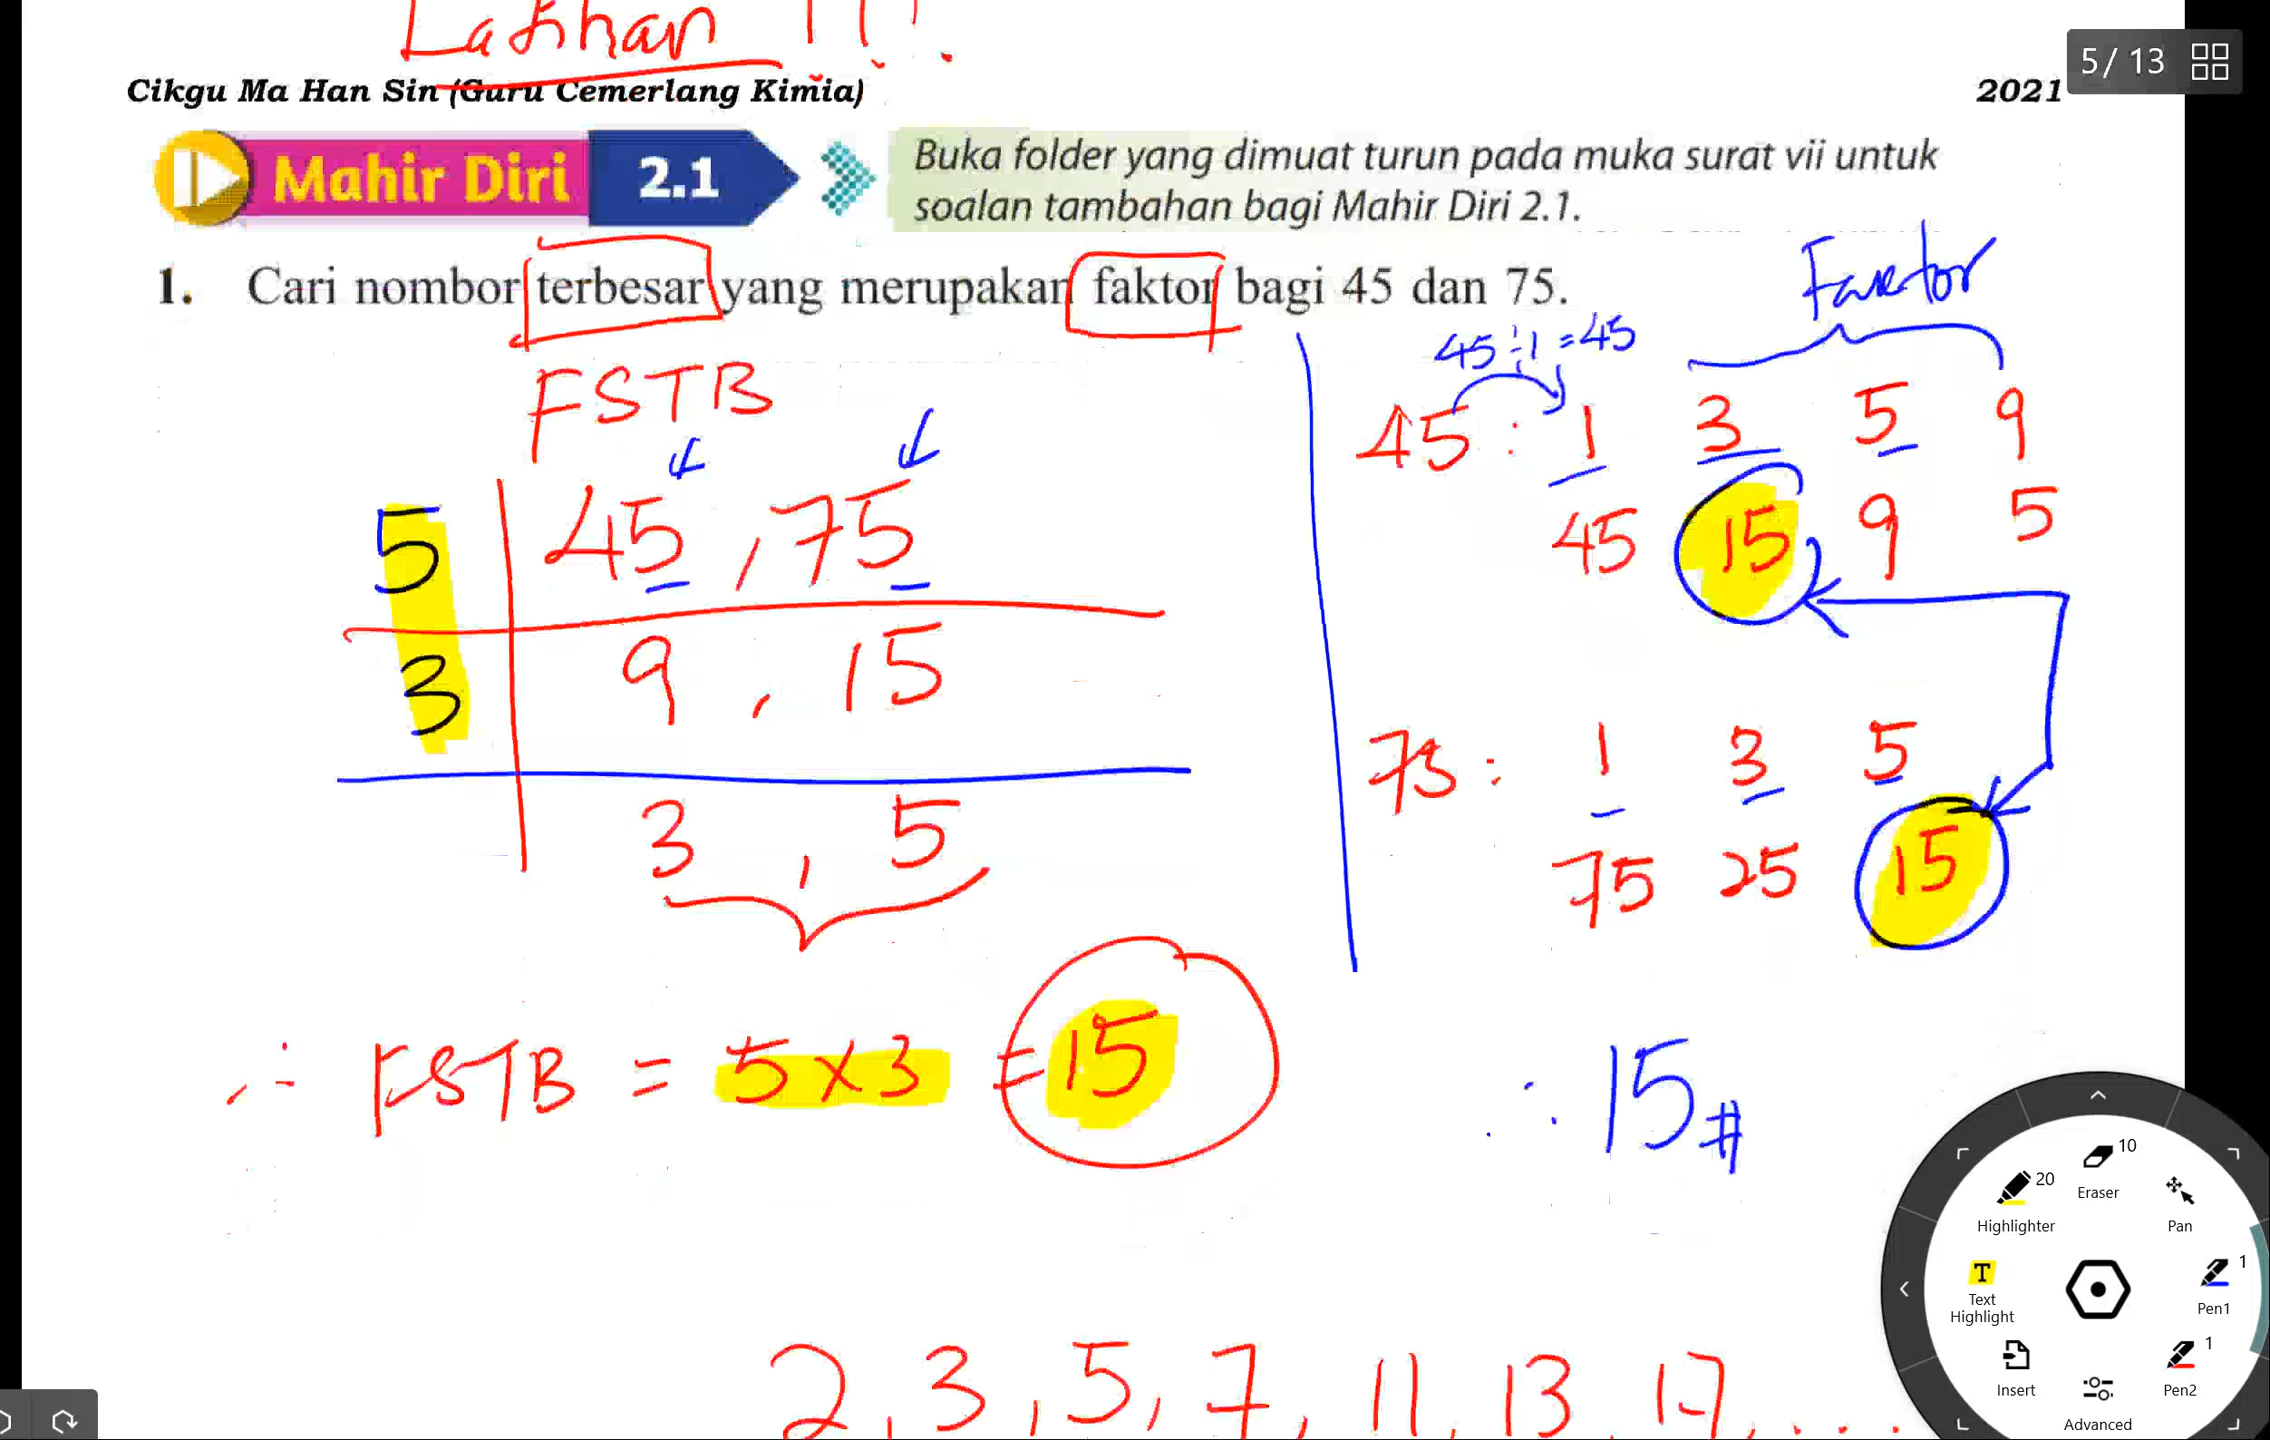 Latihan !!!
5 / 13
Cikgu Ma Han Sin (Guru Cemerlang Kimia)
2021
Mahir Diri 2.1
Buka folder yang dimuat turun pada muka surat vii untuk
soalan tambahan bagi Mahir Diri 2.1.
1. Cari nombor terbesar yang merupakan faktor bagi 45 dan 75.
Faktor
FSTB
5 | 45 , 75
3 | 9 , 15
3 , 5
∴ FSTB = 5 x 3 = 15
45 ÷ 1 = 45
45 : 1 3 5 9
45 15 9 5
75 : 1 3 5
75 25 15
∴ 15 #
2, 3, 5, 7, 11, 13, 17, ....
10
Eraser
20
Highlighter
Pan
T
Text
Highlight
1
Pen1
Insert
1
Pen2
Advanced